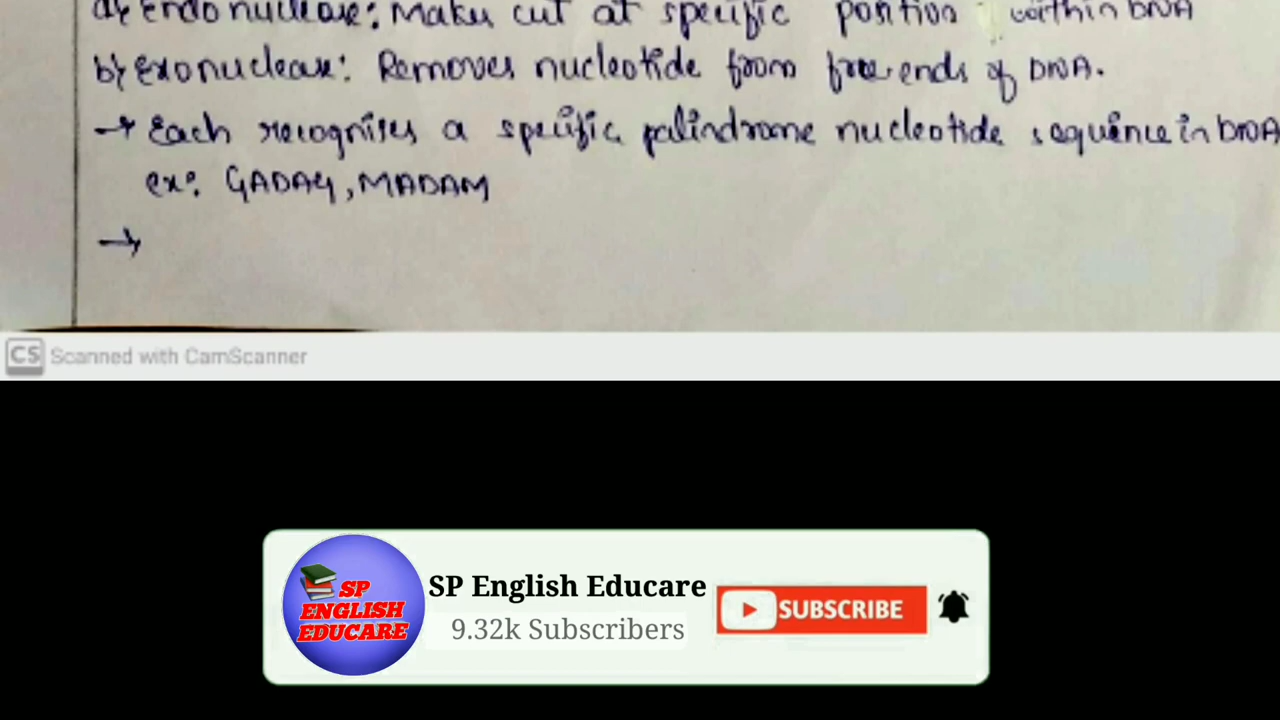 a) Endonuclease: Makes cut at specific position within DNA
b) Exonuclease: Removes nucleotide from free ends of DNA.
→ Each recognises a specific palindrome nucleotide sequence in DNA
ex: GADAG, MADAM
→
CS Scanned with CamScanner
SP
ENGLISH
EDUCARE
SP English Educare
9.32k Subscribers
SUBSCRIBE